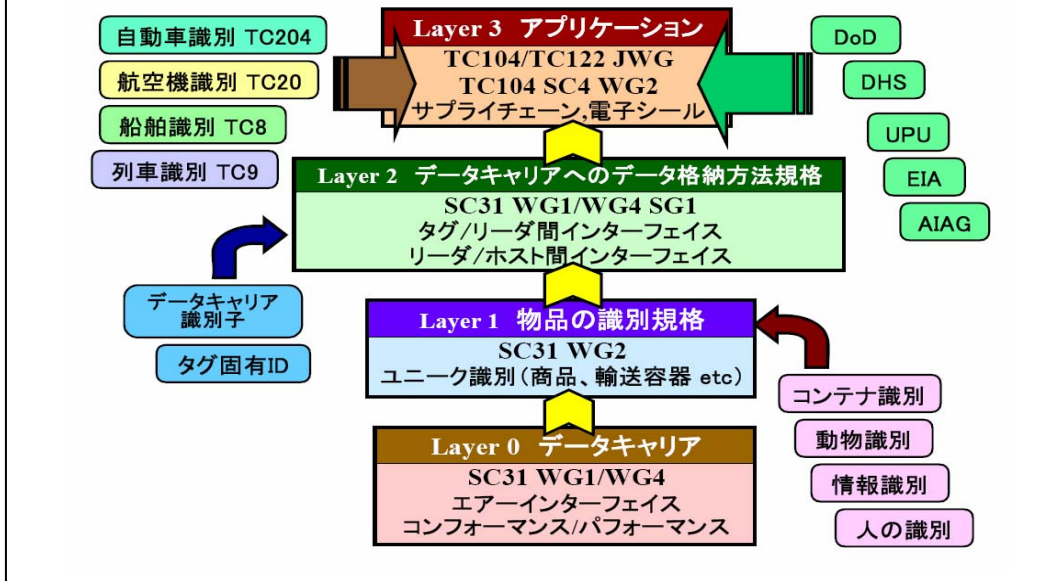 自動車識別 TC204
航空機識別 TC20
船舶識別 TC8
列車識別 TC9
Layer 3 アプリケーション
TC104/TC122 JWG
TC104 SC4 WG2
サプライチェーン,電子シール
DoD
DHS
UPU
EIA
AIAG
Layer 2 データキャリアへのデータ格納方法規格
SC31 WG1/WG4 SG1
タグ/リーダ間インターフェイス
リーダ/ホスト間インターフェイス
データキャリア
識別子
タグ固有ID
Layer 1 物品の識別規格
SC31 WG2
ユニーク識別(商品、輸送容器 etc)
コンテナ識別
動物識別
情報識別
人の識別
Layer 0 データキャリア
SC31 WG1/WG4
エアーインターフェイス
コンフォーマンス/パフォーマンス